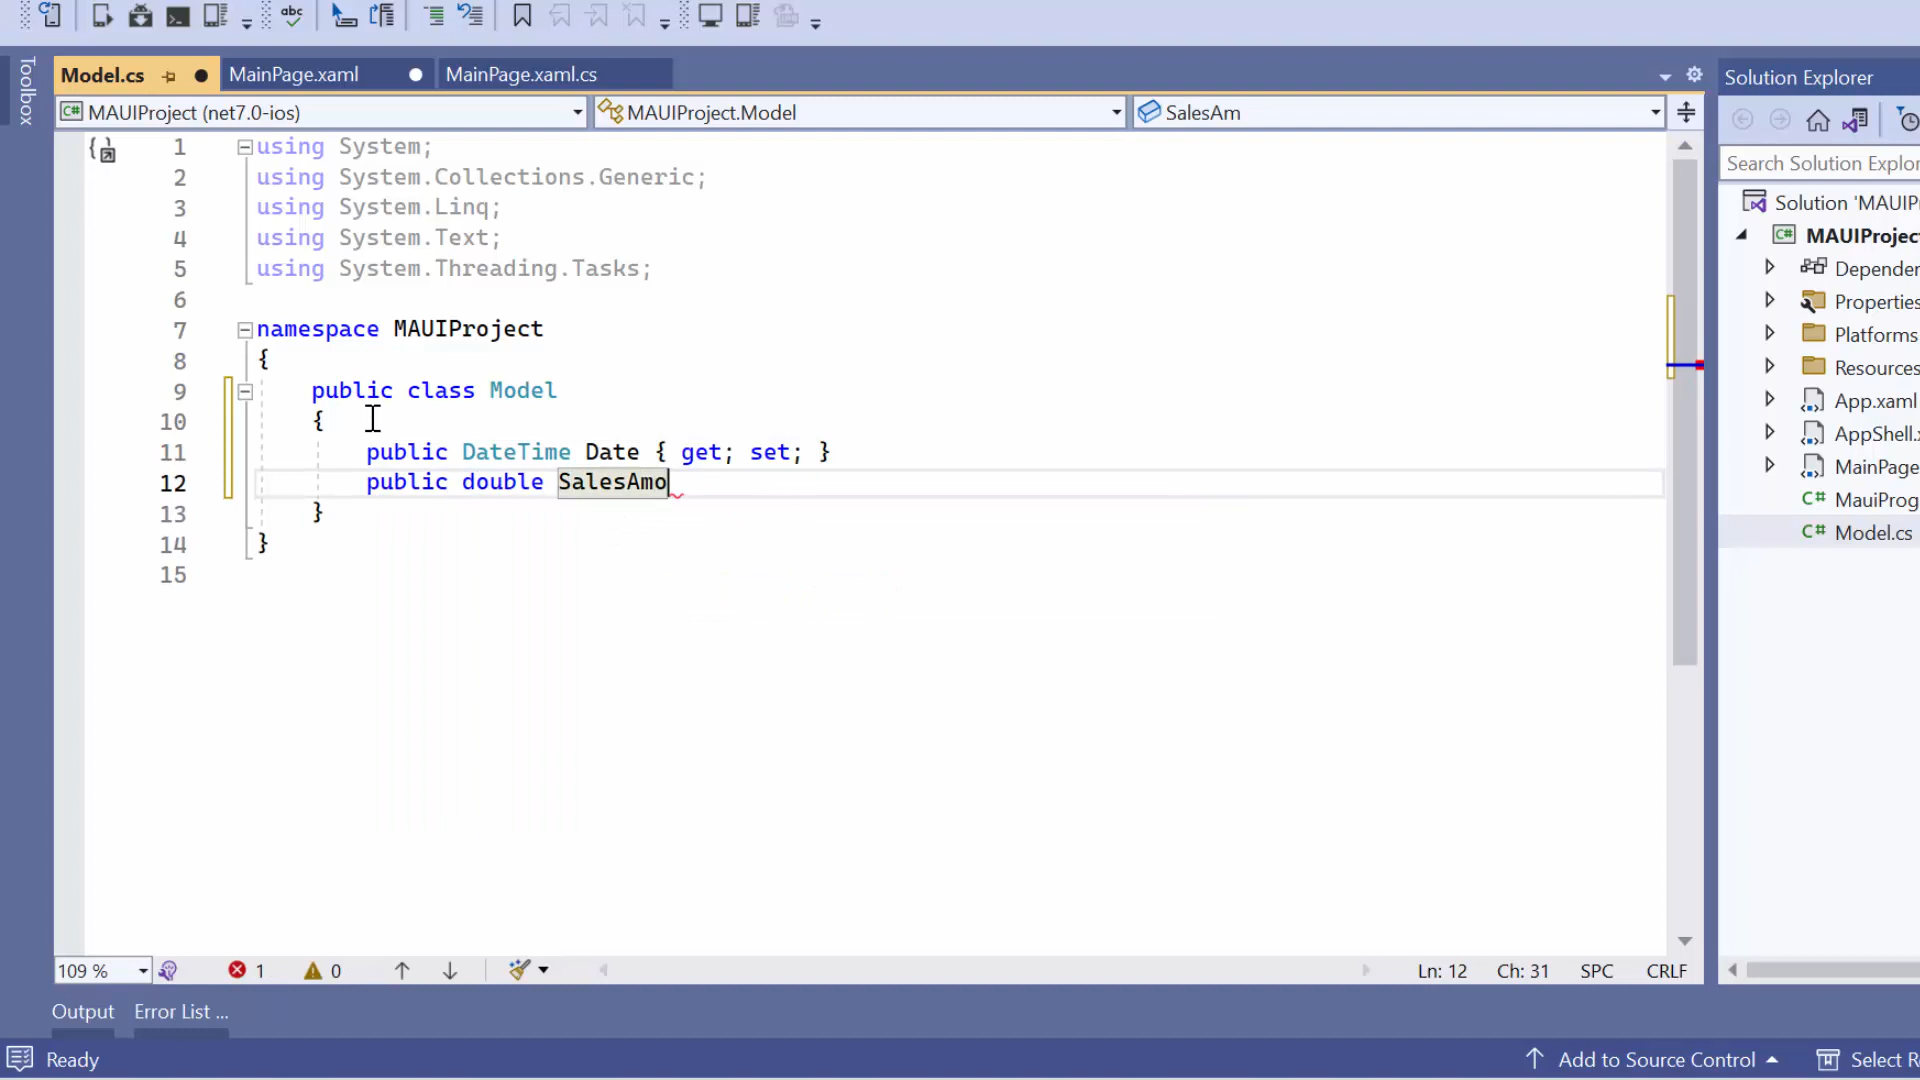 abc
Toolbox
Model.cs
MainPage.xaml
MainPage.xaml.cs
Solution Explorer
C# MAUIProject (net7.0-ios)
MAUIProject.Model
SalesAm
Search Solution Explor
1 using System;
2 using System.Collections.Generic;
3 using System.Linq;
4 using System.Text;
5 using System.Threading.Tasks;
6
7 namespace MAUIProject
8 {
9 public class Model
10 {
11 public DateTime Date { get; set; }
12 public double SalesAmo
13 }
14 }
15
Solution 'MAUIP
C# MAUIProjec
Depender
Properties
Platforms
Resources
App.xaml
AppShell.
MainPage
C# MauiProg
C# Model.cs
109 %
1
0
Ln: 12
Ch: 31
SPC
CRLF
Output
Error List ...
Ready
Add to Source Control
Select R